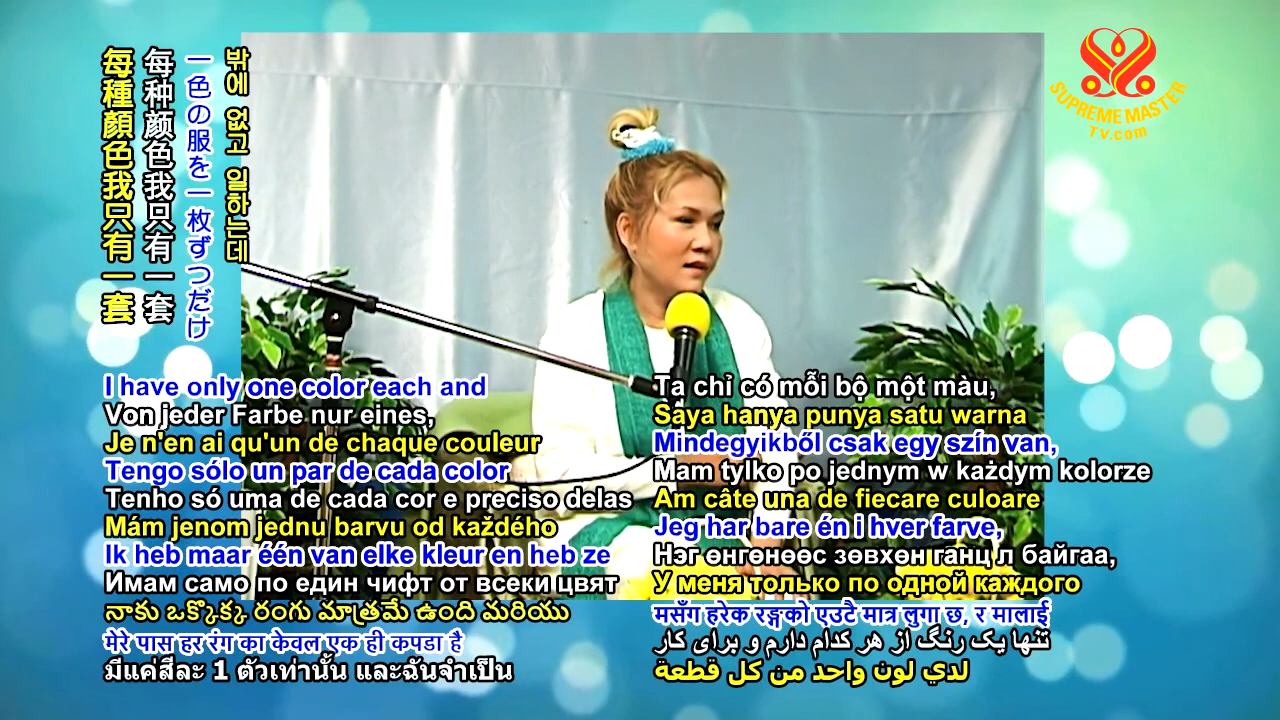 밖에 없고 일하는데
一色の服を一枚ずつだけ
每种颜色我只有一套
每種顏色我只有一套
SUPREME MASTER
TV.com
I have only one color each and
Von jeder Farbe nur eines,
Je n'en ai qu'un de chaque couleur
Tengo sólo un par de cada color
Tenho só uma de cada cor e preciso delas
Mám jenom jednu barvu od každého
Ik heb maar één van elke kleur en heb ze
Имам само по един чифт от всеки цвят
నాకు ఒకొక్కక్క రంగు మాత్రమే ఉంది మరియు
मेरे पास हर रंग का केवल एक ही कपडा है
มีแค่สีละ 1 ตัวเท่านั้น และฉันจำเป็น
Ta chỉ có mỗi bộ một màu,
Saya hanya punya satu warna
Mindegyikből csak egy szín van,
Mam tylko po jednym w każdym kolorze
Am câte una de fiecare culoare
Jeg har bare én i hver farve,
Нэг өнгөнөөс зөвхөн ганц л байгаа,
У меня только по одной каждого
मसँग हरेक रङ्गको एउटै मात्र लुगा छ, र मालाई
تنها یک رنگ از هر کدام دارم و برای کار
لدي لون واحد من كل قطعة